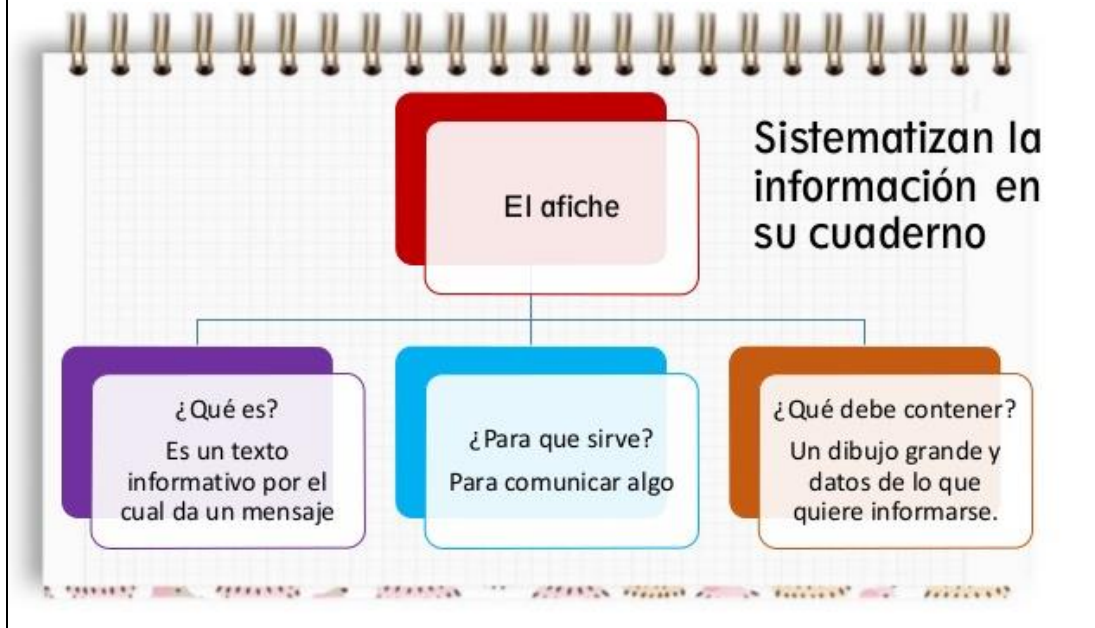 El afiche
Sistematizan la
información en
su cuaderno
¿Qué es?
Es un texto
informativo por el
cual da un mensaje
¿Para que sirve?
Para comunicar algo
¿Qué debe contener?
Un dibujo grande y
datos de lo que
quiere informarse.